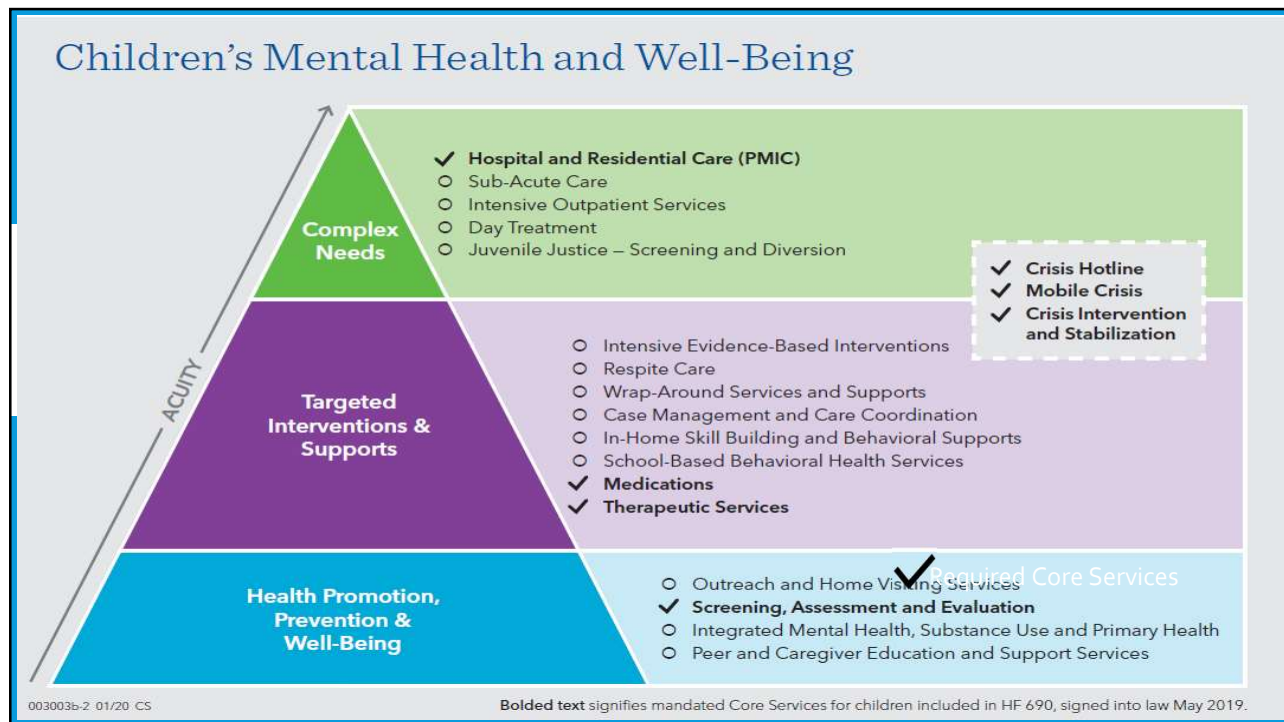 Children's Mental Health and Well-Being
ACUITY
Complex
Needs
✓ Hospital and Residential Care (PMIC)
○ Sub-Acute Care
○ Intensive Outpatient Services
○ Day Treatment
○ Juvenile Justice – Screening and Diversion
✓ Crisis Hotline
✓ Mobile Crisis
✓ Crisis Intervention
and Stabilization
Targeted
Interventions &
Supports
○ Intensive Evidence-Based Interventions
○ Respite Care
○ Wrap-Around Services and Supports
○ Case Management and Care Coordination
○ In-Home Skill Building and Behavioral Supports
○ School-Based Behavioral Health Services
✓ Medications
✓ Therapeutic Services
Health Promotion,
Prevention &
Well-Being
✓ Required Core Services
○ Outreach and Home Visiting Services
✓ Screening, Assessment and Evaluation
○ Integrated Mental Health, Substance Use and Primary Health
○ Peer and Caregiver Education and Support Services
003003b-2 01/20 CS
Bolded text signifies mandated Core Services for children included in HF 690, signed into law May 2019.